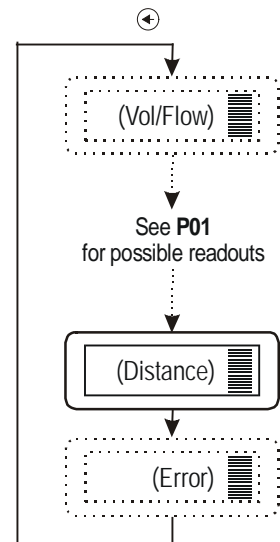 (Vol/Flow)
See P01
for possible readouts
(Distance)
(Error)